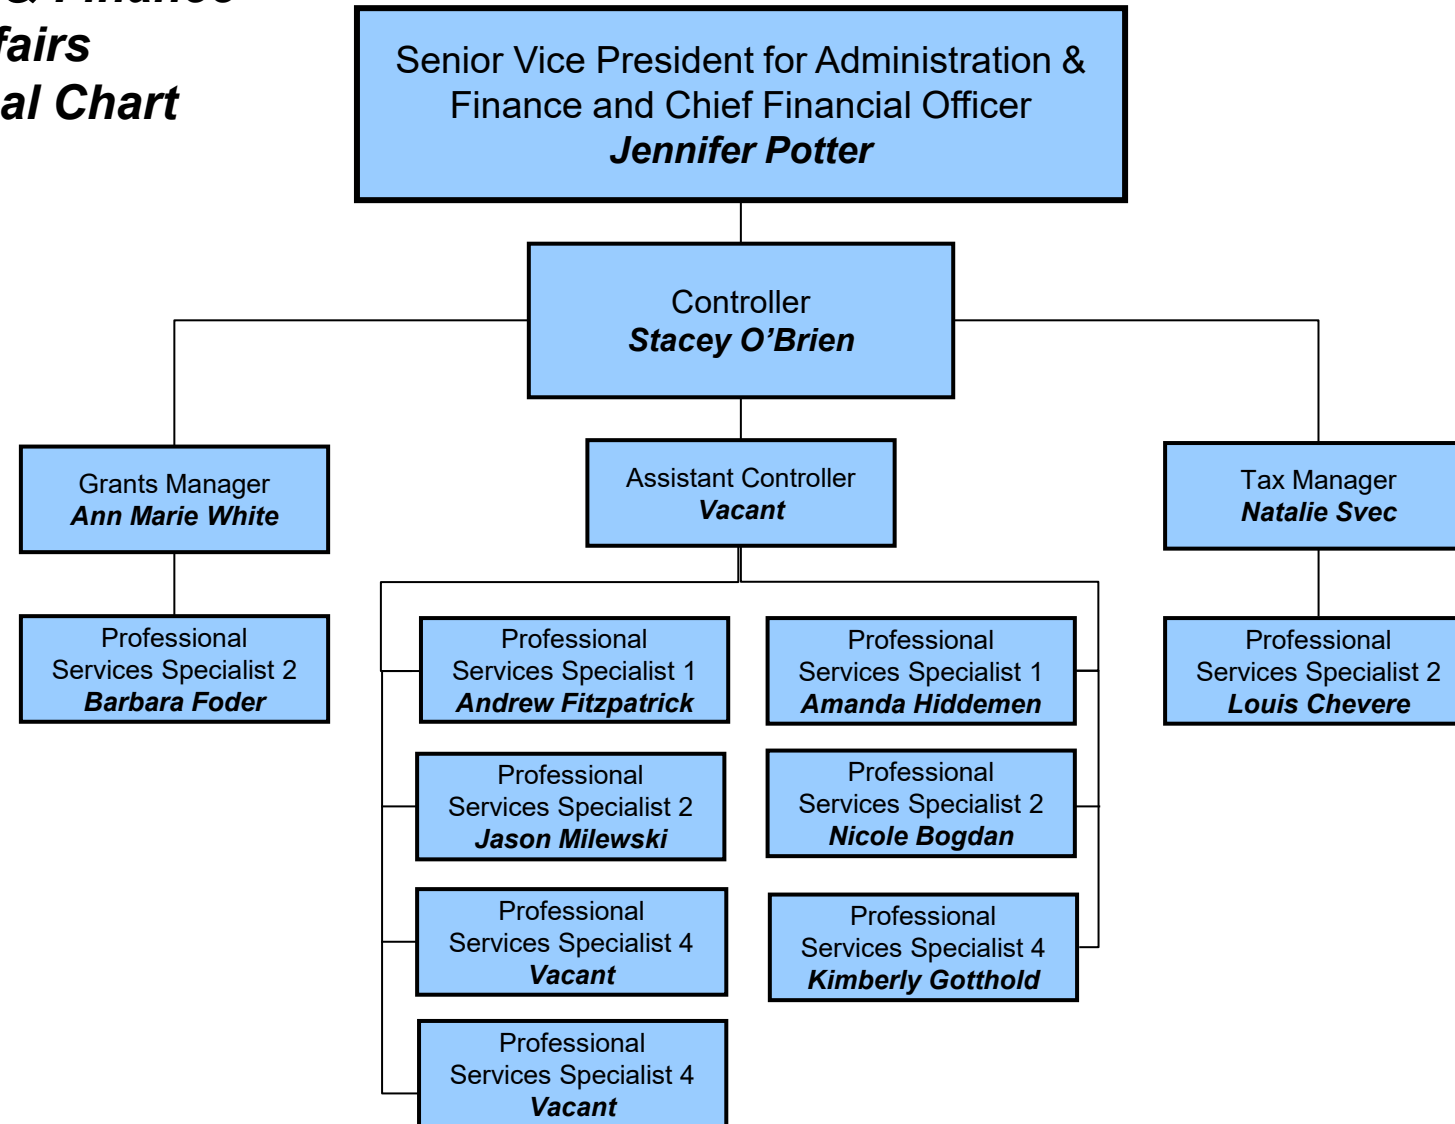 & Finance
fairs
al Chart
Senior Vice President for Administration &
Finance and Chief Financial Officer
Jennifer Potter
Controller
Stacey O’Brien
Grants Manager
Ann Marie White
Assistant Controller
Vacant
Tax Manager
Natalie Svec
Professional
Services Specialist 2
Barbara Foder
Professional
Services Specialist 1
Andrew Fitzpatrick
Professional
Services Specialist 1
Amanda Hiddemen
Professional
Services Specialist 2
Louis Chevere
Professional
Services Specialist 2
Jason Milewski
Professional
Services Specialist 2
Nicole Bogdan
Professional
Services Specialist 4
Vacant
Professional
Services Specialist 4
Kimberly Gotthold
Professional
Services Specialist 4
Vacant